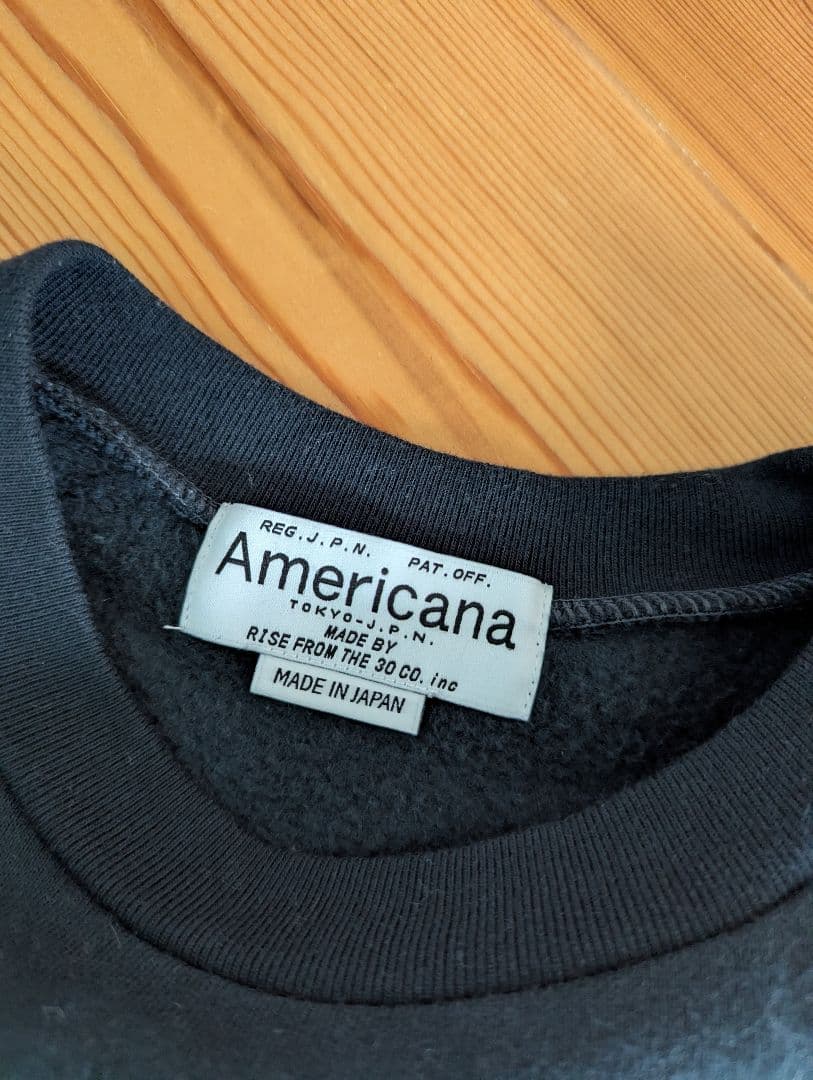 REG.J.P.N. PAT.OFF.
Americana
TOKYO-J.P.N.
MADE BY
RISE FROM THE 30 CO. inc
MADE IN JAPAN